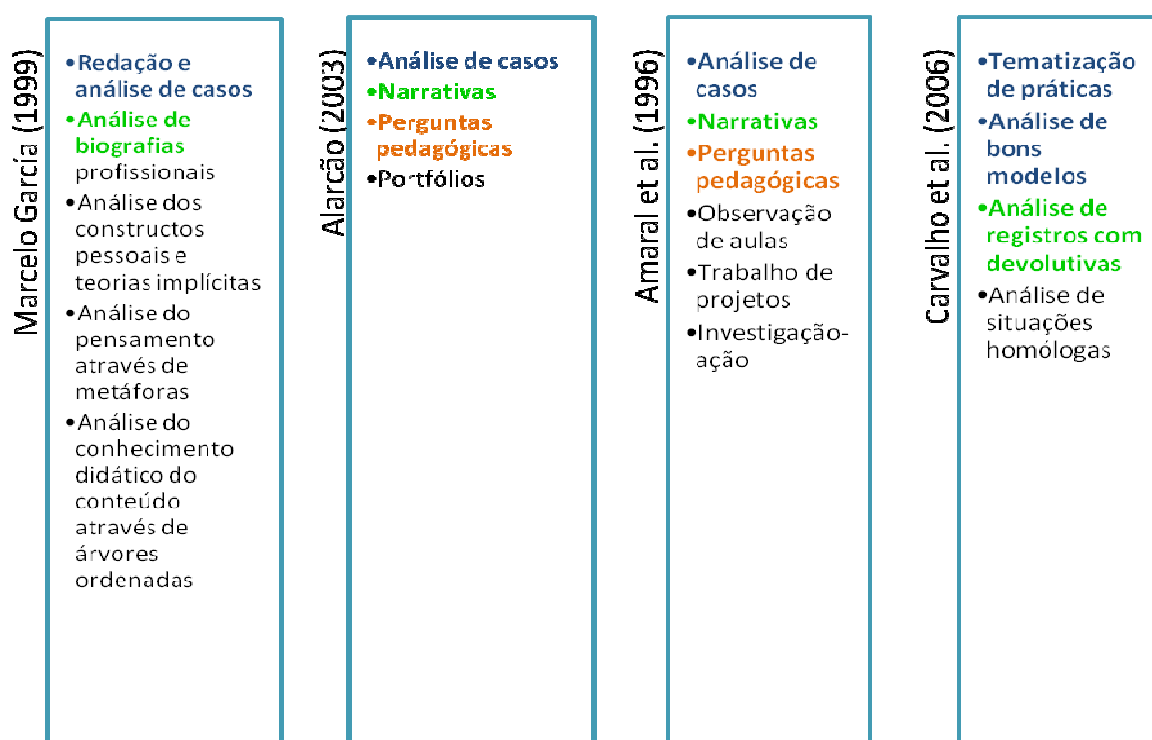 Marcelo García (1999)
•Redação e
análise de casos
•Análise de
biografias
profissionais
•Análise dos
constructos
pessoais e
teorias implícitas
•Análise do
pensamento
através de
metáforas
•Análise do
conhecimento
didático do
conteúdo
através de
árvores
ordenadas
Alarcão (2003)
•Análise de casos
•Narrativas
•Perguntas
pedagógicas
•Portfólios
Amaral et al. (1996)
•Análise de
casos
•Narrativas
•Perguntas
pedagógicas
•Observação
de aulas
•Trabalho de
projetos
•Investigação-
ação
Carvalho et al. (2006)
•Tematização
de práticas
•Análise de
bons
modelos
•Análise de
registros com
devolutivas
•Análise de
situações
homólogas